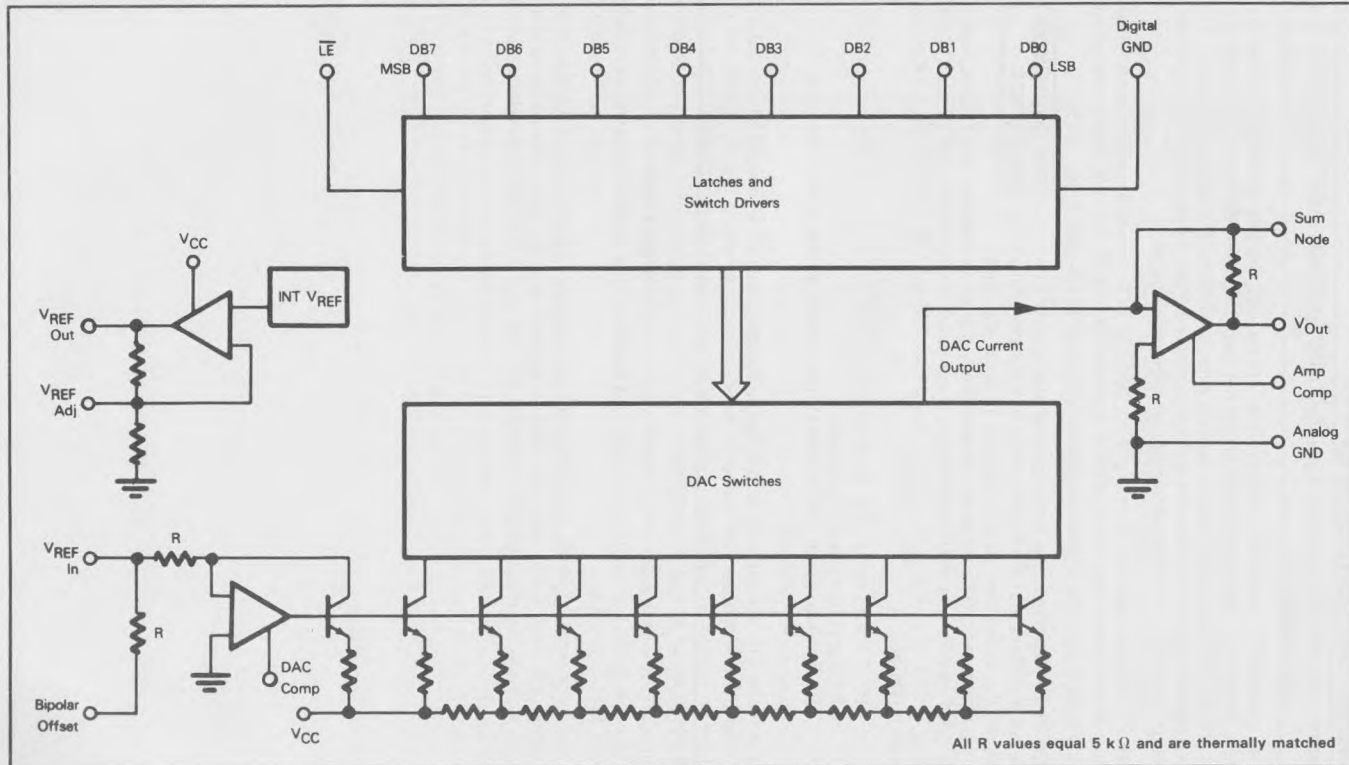 LE
DB7
DB6
DB5
DB4
DB3
DB2
DB1
DB0
Digital
GND
MSB
LSB
Latches and
Switch Drivers
Sum
Node
VCC
INT VREF
R
VREF
Out
VOut
DAC Current
Output
VREF
Adj
Amp
Comp
R
Analog
GND
DAC Switches
VREF
In
R
R
DAC
Comp
Bipolar
Offset
VCC
All R values equal 5 kΩ and are thermally matched